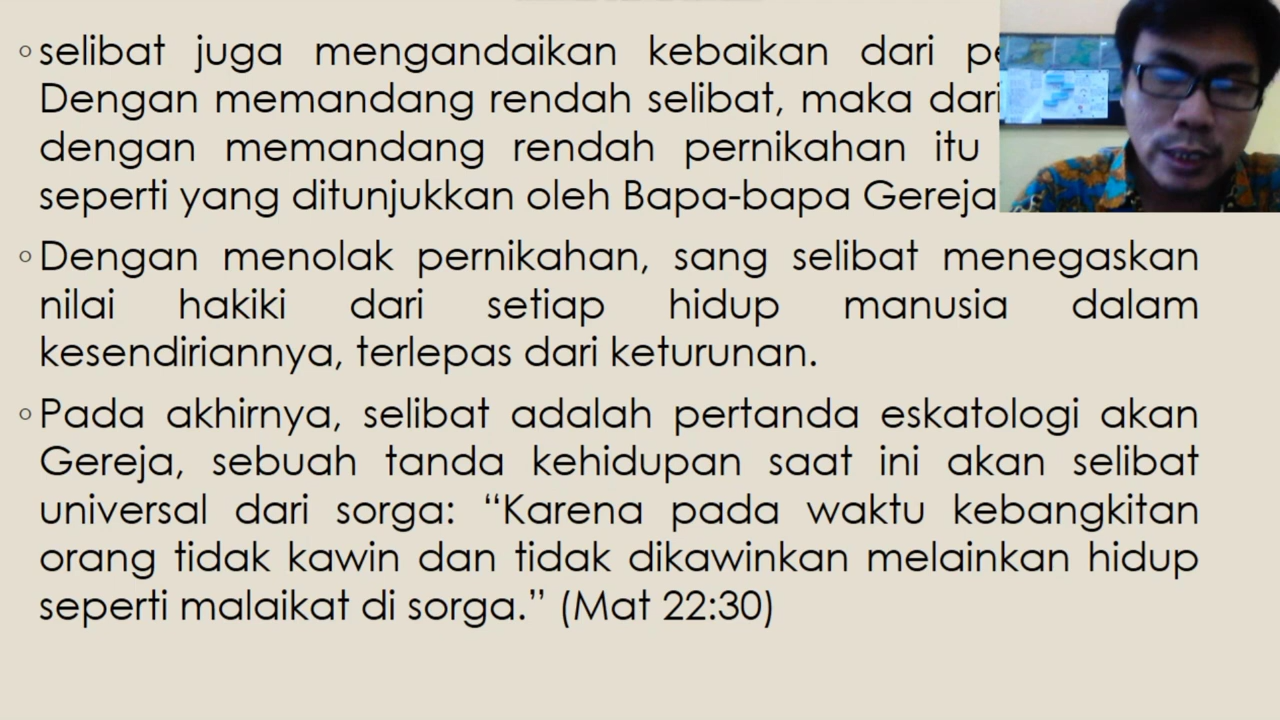 selibat juga mengandaikan kebaikan dari
Dengan memandang rendah selibat, maka dari
dengan memandang rendah pernikahan itu
seperti yang ditunjukkan oleh Bapa-bapa Gereja
Dengan menolak pernikahan, sang selibat menegaskan
nilai hakiki dari setiap hidup manusia dalam
kesendiriannya, terlepas dari keturunan.
Pada akhirnya, selibat adalah pertanda eskatologi akan
Gereja, sebuah tanda kehidupan saat ini akan selibat
universal dari sorga: “Karena pada waktu kebangkitan
orang tidak kawin dan tidak dikawinkan melainkan hidup
seperti malaikat di sorga.” (Mat 22:30)